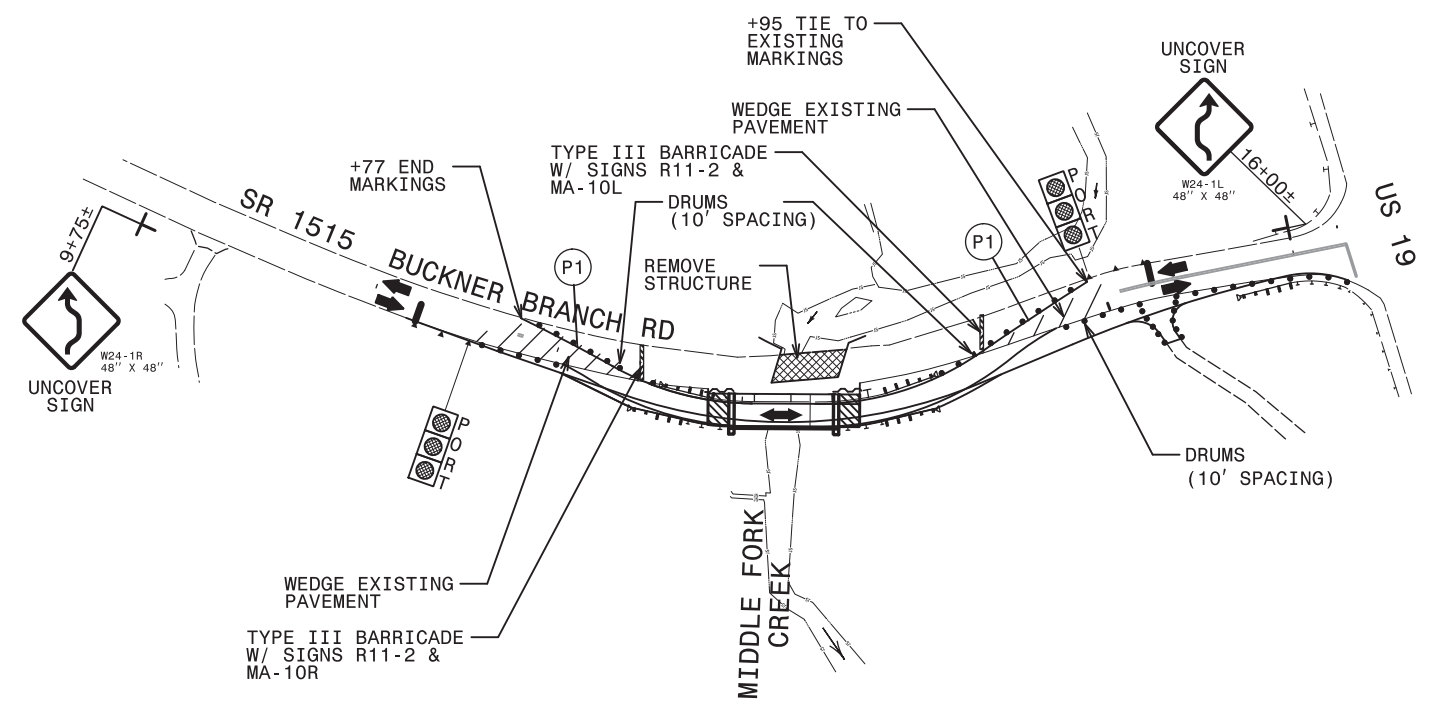 +95 TIE TO
EXISTING
MARKINGS
UNCOVER
SIGN
WEDGE EXISTING
PAVEMENT
TYPE III BARRICADE
W/ SIGNS R11-2 &
MA-10L
+77 END
MARKINGS
DRUMS
(10' SPACING)
PORT
16+00±
W24-1L
48" X 48"
US 19
SR 1515
BUCKNER BRANCH RD
9+75±
P1
P1
REMOVE
STRUCTURE
W24-1R
48" X 48"
UNCOVER
SIGN
PORT
DRUMS
(10' SPACING)
WEDGE EXISTING
PAVEMENT
TYPE III BARRICADE
W/ SIGNS R11-2 &
MA-10R
MIDDLE FORK
CREEK